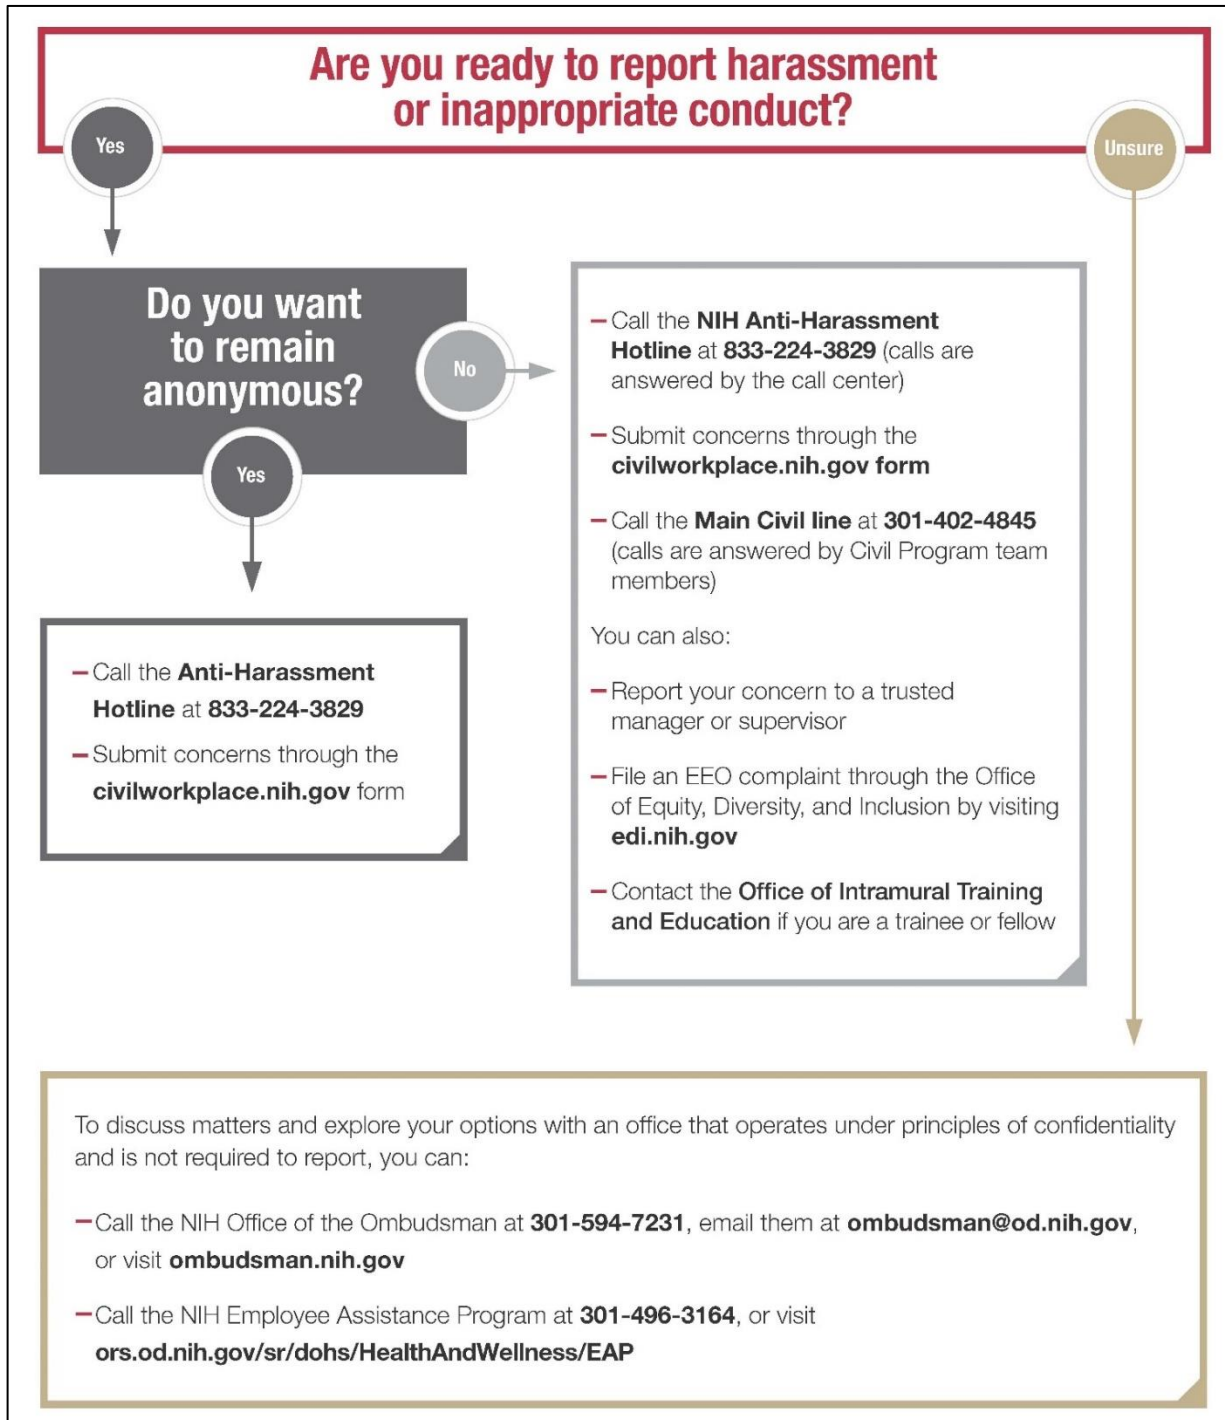 Are you ready to report harassment
or inappropriate conduct?
Yes
Unsure
Do you want
to remain
anonymous?
No
Yes
– Call the Anti-Harassment
Hotline at 833-224-3829
– Submit concerns through the
civilworkplace.nih.gov form
– Call the NIH Anti-Harassment
Hotline at 833-224-3829 (calls are
answered by the call center)
– Submit concerns through the
civilworkplace.nih.gov form
– Call the Main Civil line at 301-402-4845
(calls are answered by Civil Program team
members)
You can also:
– Report your concern to a trusted
manager or supervisor
– File an EEO complaint through the Office
of Equity, Diversity, and Inclusion by visiting
edi.nih.gov
– Contact the Office of Intramural Training
and Education if you are a trainee or fellow
To discuss matters and explore your options with an office that operates under principles of confidentiality
and is not required to report, you can:
– Call the NIH Office of the Ombudsman at 301-594-7231, email them at ombudsman@od.nih.gov,
or visit ombudsman.nih.gov
– Call the NIH Employee Assistance Program at 301-496-3164, or visit
ors.od.nih.gov/sr/dohs/HealthAndWellness/EAP